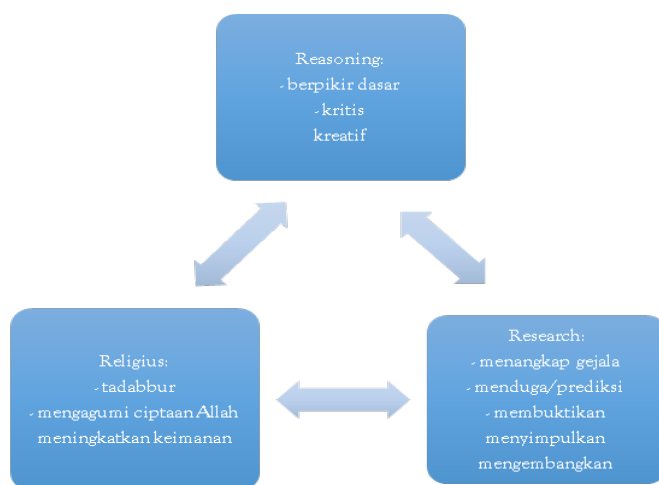 Reasoning:
- berpikir dasar
- kritis
kreatif
Religius:
- tadabbur
- mengagumi ciptaan Allah
meningkatkan keimanan
Research:
- menangkap gejala
- menduga/prediksi
- membuktikan
menyimpulkan
mengembangkan